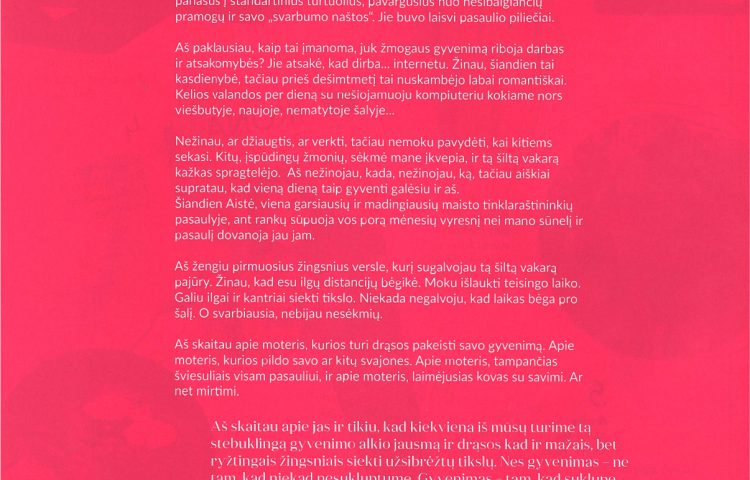 panašūs į standartinius turtuolius, pavargusius nuo nesibaigiančių
pramogų ir savo „svarbumo naštos“. Jie buvo laisvi pasaulio piliečiai.
Aš paklausiau, kaip tai įmanoma, juk žmogaus gyvenimą riboja darbas
ir atsakomybės? Jie atsakė, kad dirba... internetu. Žinau, šiandien tai
kasdienybė, tačiau prieš dešimtmetį tai nuskambėjo labai romantiškai.
Kelios valandos per dieną su nešiojamuoju kompiuteriu kokiame nors
viešbutyje, naujoje, nematytoje šalyje...
Nežinau, ar džiaugtis, ar verkti, tačiau nemoku pavydėti, kai kitiems
sekasi. Kitų, įspūdingų žmonių, sėkmė mane įkvepia, ir tą šiltą vakarą
kažkas spragtelėjo. Aš nežinojau, kada, nežinojau, ką, tačiau aiškiai
supratau, kad vieną dieną taip gyventi galėsiu ir aš.
Šiandien Aistė, viena garsiausių ir madingiausių maisto tinklaraštininkių
pasaulyje, ant rankų sūpuoja vos porą mėnesių vyresnį nei mano sūnelį ir
pasaulį dovanoja jau jam.
Aš žengiu pirmuosius žingsnius versle, kurį sugalvojau tą šiltą vakarą
pajūry. Žinau, kad esu ilgų distancijų bėgikė. Moku išlaukti teisingo laiko.
Galiu ilgai ir kantriai siekti tikslo. Niekada negalvoju, kad laikas bėga pro
šalį. O svarbiausia, nebijau nesėkmių.
Aš skaitau apie moteris, kurios turi drąsos pakeisti savo gyvenimą. Apie
moteris, kurios pildo savo ar kitų svajones. Apie moteris, tampančias
šviesuliais visam pasauliui, ir apie moteris, laimėjusias kovas su savimi. Ar
net mirtimi.
Aš skaitau apie jas ir tikiu, kad kiekviena iš mūsų turime tą
stebuklingą gyvenimo alkio jausmą ir drąsos kad ir mažais, bet
ryžtingais žingsniais siekti užsibrėžtų tikslų. Nes gyvenimas – ne
tam, kad niekad nesukluptume. Gyvenimas – tam, kad suklupę